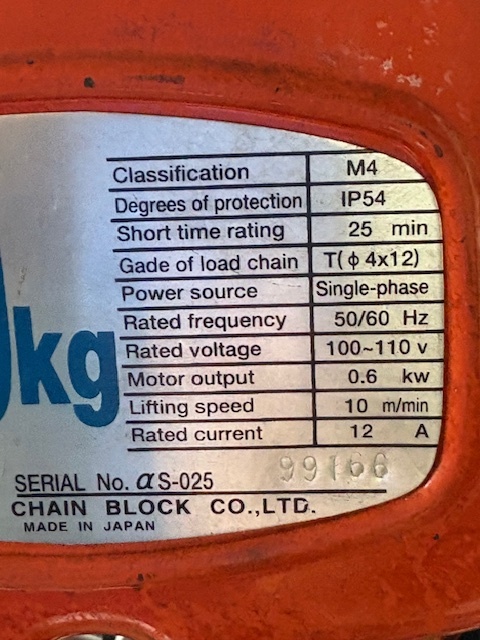 Classification M4
Degrees of protection IP54
Short time rating 25 min
Gade of load chain T(ϕ 4x12)
Power source Single-phase
Rated frequency 50/60 Hz
Rated voltage 100~110 v
Motor output 0.6 kw
Lifting speed 10 m/min
Rated current 12 A
kg
SERIAL No. αS-025 99166
CHAIN BLOCK CO.,LTD.
MADE IN JAPAN